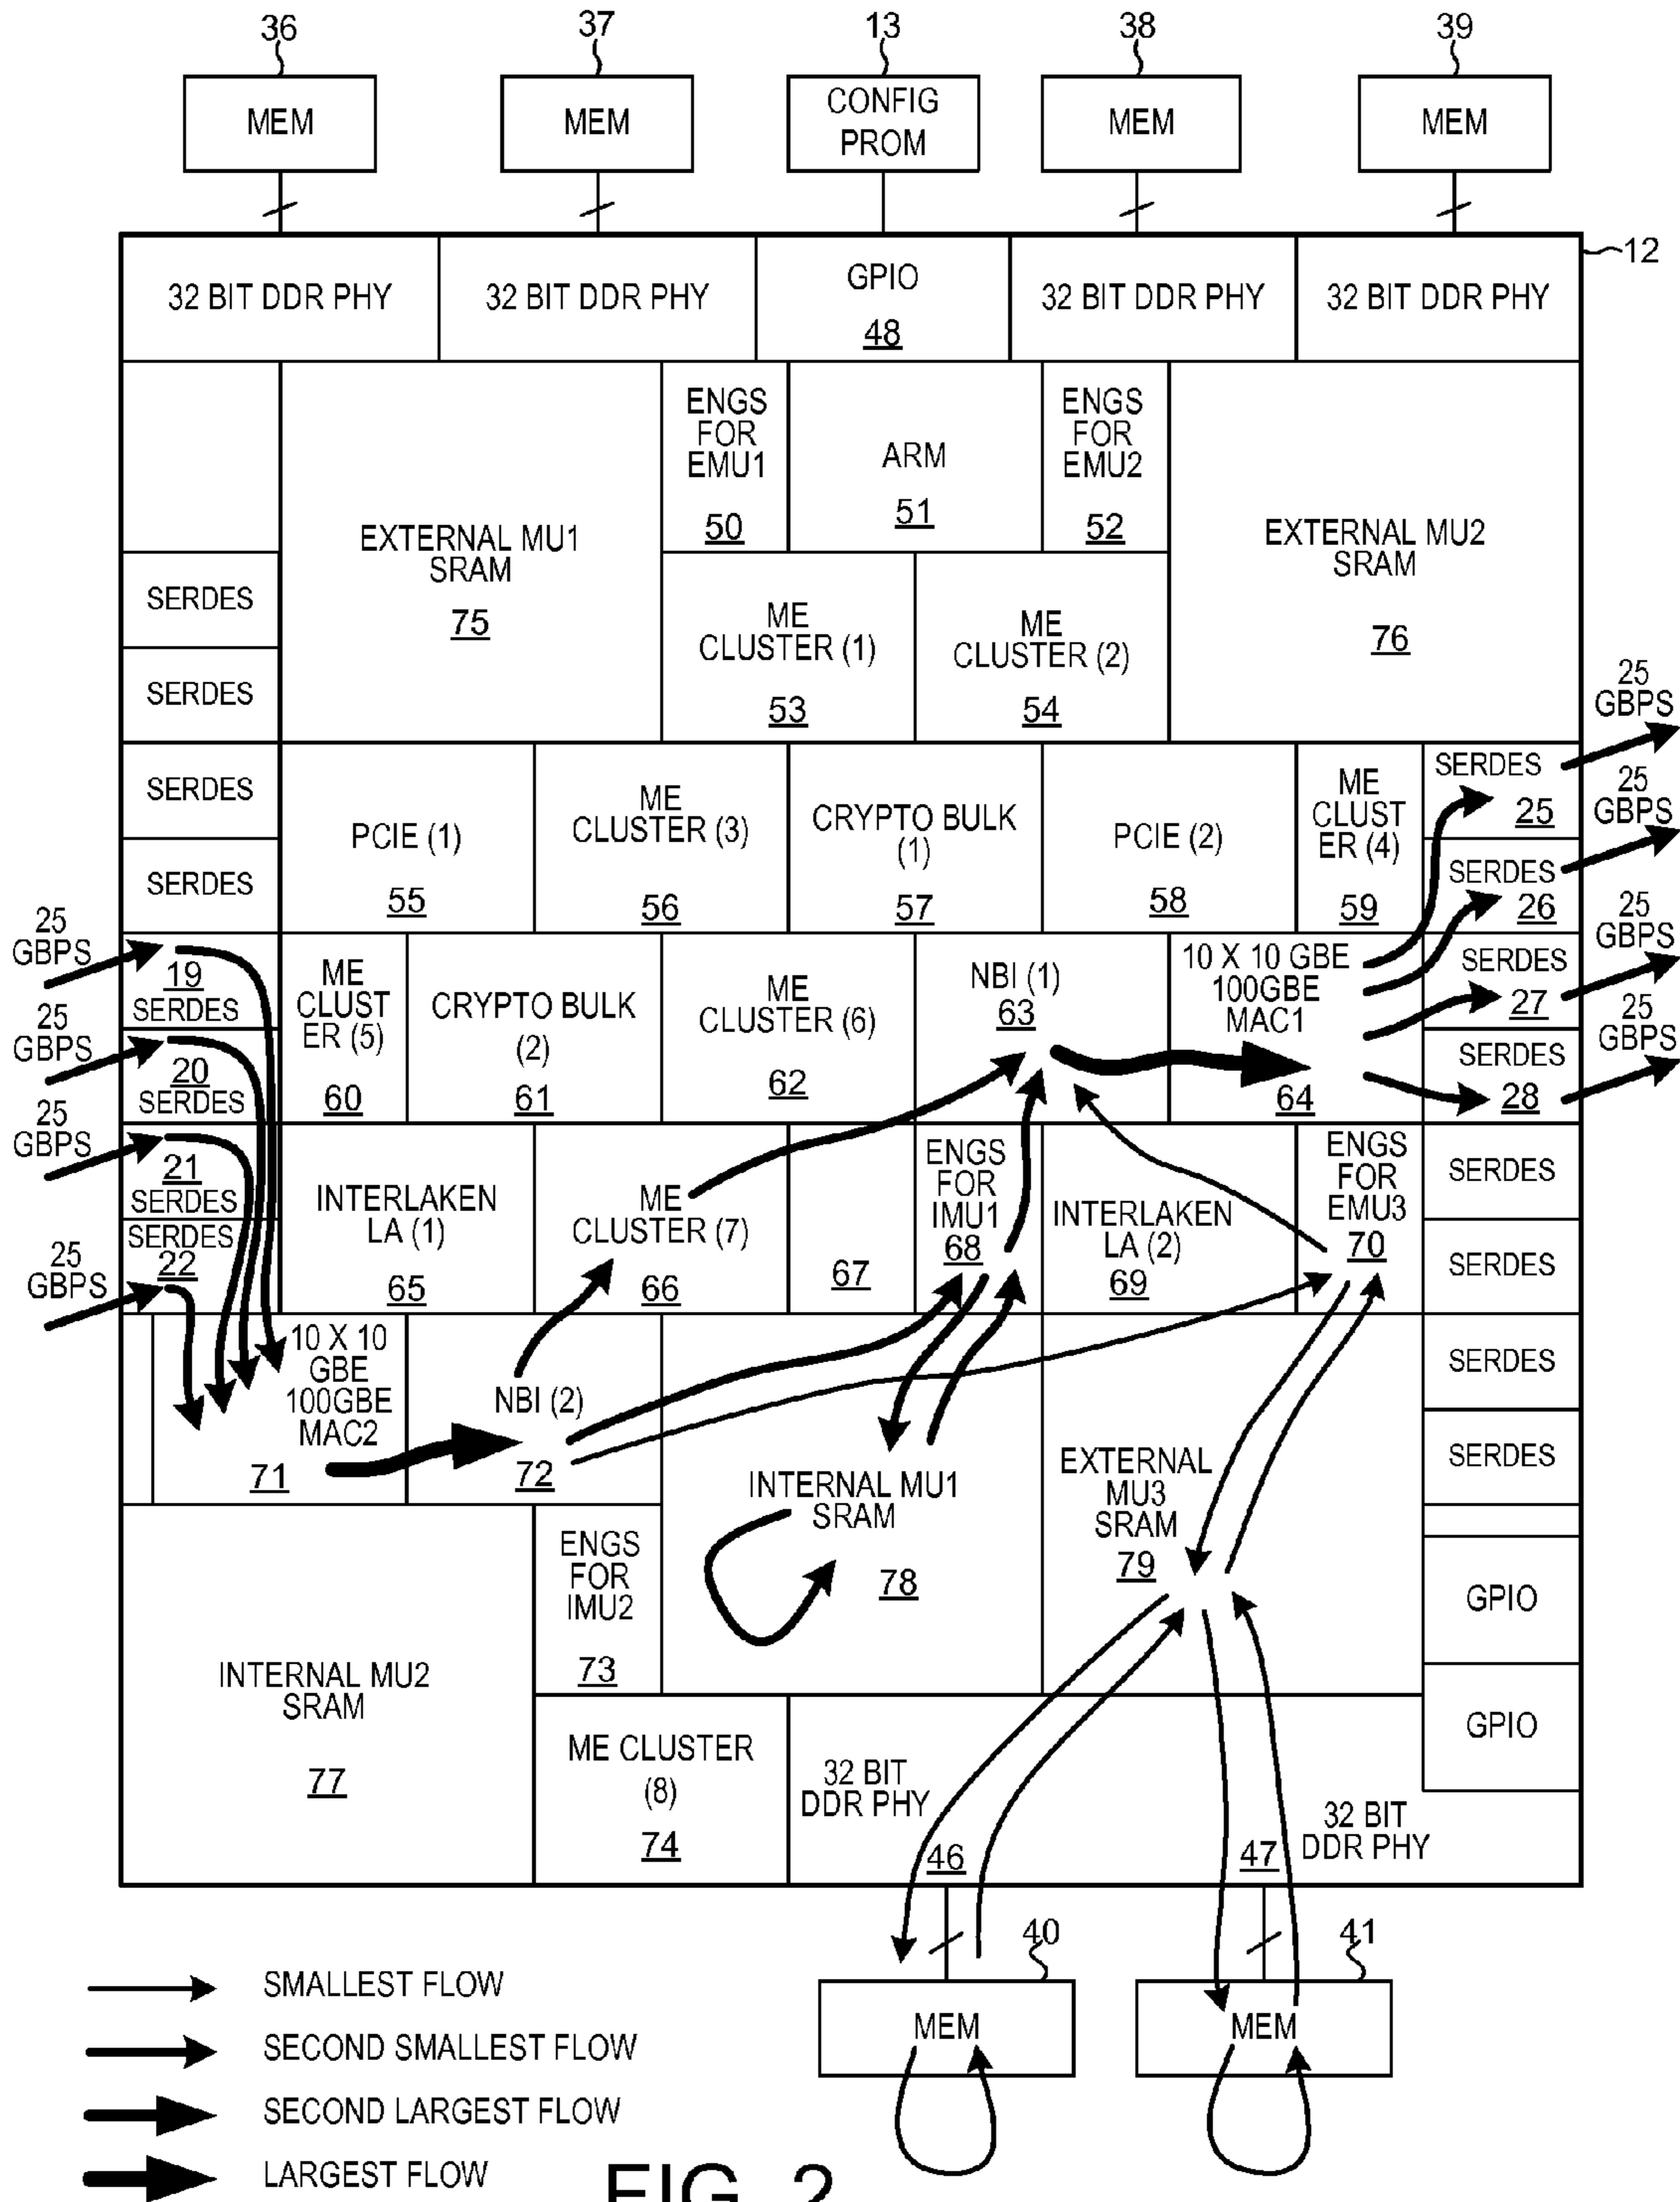 36
37
13
38
39
MEM
MEM
CONFIG
PROM
MEM
MEM
12
32 BIT DDR PHY
32 BIT DDR PHY
GPIO
48
32 BIT DDR PHY
32 BIT DDR PHY
EXTERNAL MU1
SRAM
75
ENGS
FOR
EMU1
50
ARM
51
ENGS
FOR
EMU2
52
EXTERNAL MU2
SRAM
76
SERDES
SERDES
ME
CLUSTER (1)
53
ME
CLUSTER (2)
54
SERDES
SERDES
PCIE (1)
55
ME
CLUSTER (3)
56
CRYPTO BULK
(1)
57
PCIE (2)
58
ME
CLUST
ER (4)
59
SERDES
25
25
GBPS
SERDES
26
25
GBPS
25
GBPS
19
SERDES
25
GBPS
20
SERDES
ME
CLUST
ER (5)
60
CRYPTO BULK
(2)
61
ME
CLUSTER (6)
62
NBI (1)
63
10 X 10 GBE
100GBE
MAC1
64
SERDES
27
25
GBPS
SERDES
28
25
GBPS
25
GBPS
21
SERDES
25
GBPS
SERDES
22
INTERLAKEN
LA (1)
65
ME
CLUSTER (7)
66
67
ENGS
FOR
IMU1
68
INTERLAKEN
LA (2)
69
ENGS
FOR
EMU3
70
SERDES
SERDES
10 X 10
GBE
100GBE
MAC2
71
NBI (2)
72
INTERNAL MU1
SRAM
78
EXTERNAL
MU3
SRAM
79
SERDES
SERDES
GPIO
GPIO
INTERNAL MU2
SRAM
77
ENGS
FOR
IMU2
73
ME CLUSTER
(8)
74
32 BIT
DDR PHY
46
47
32 BIT
DDR PHY
40
41
MEM
MEM
SMALLEST FLOW
SECOND SMALLEST FLOW
SECOND LARGEST FLOW
LARGEST FLOW
FIG. 2